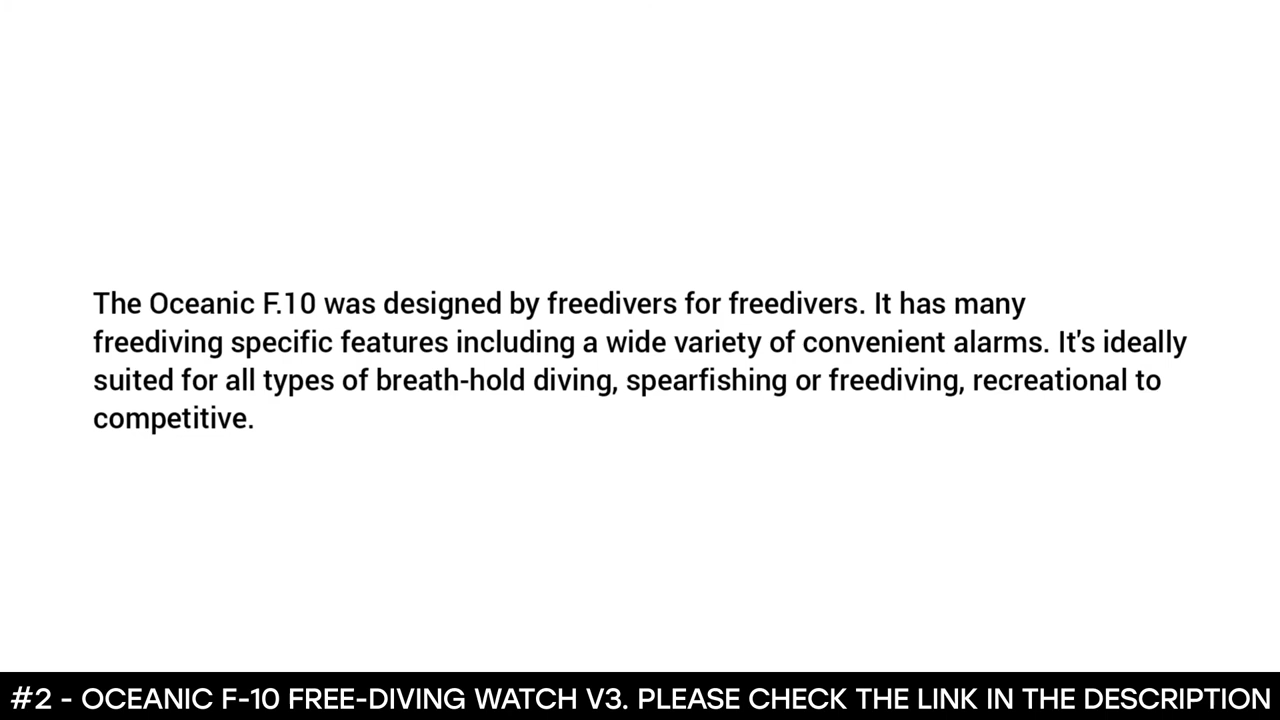 The Oceanic F.10 was designed by freedivers for freedivers. It has many
freediving specific features including a wide variety of convenient alarms. It's ideally
suited for all types of breath-hold diving, spearfishing or freediving, recreational to
competitive.
#2 - OCEANIC F-10 FREE-DIVING WATCH V3. PLEASE CHECK THE LINK IN THE DESCRIPTION